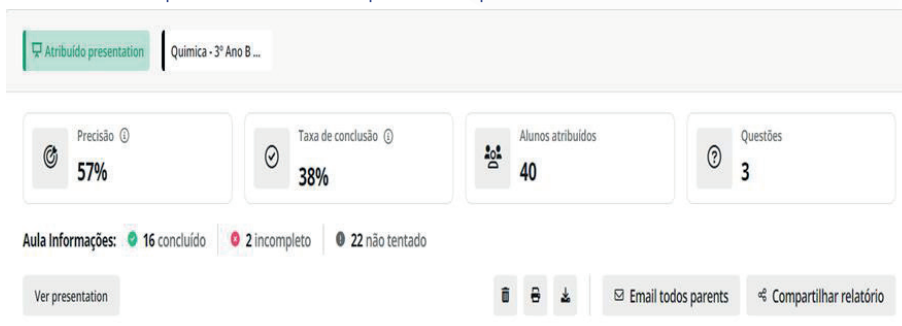 Atribuído presentation
Quimica - 3º Ano B ...
Precisão
57%
Taxa de conclusão
38%
Alunos atribuídos
40
Questões
3
Aula Informações: 16 concluído 2 incompleto 22 não tentado
Ver presentation
Email todos parents
Compartilhar relatório